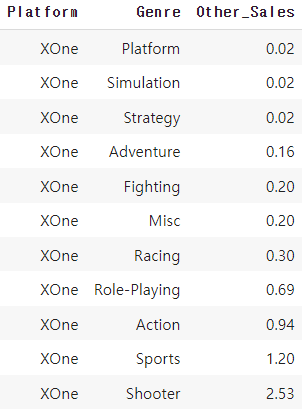 Platform Genre Other_Sales
XOne Platform 0.02
XOne Simulation 0.02
XOne Strategy 0.02
XOne Adventure 0.16
XOne Fighting 0.20
XOne Misc 0.20
XOne Racing 0.30
XOne Role-Playing 0.69
XOne Action 0.94
XOne Sports 1.20
XOne Shooter 2.53